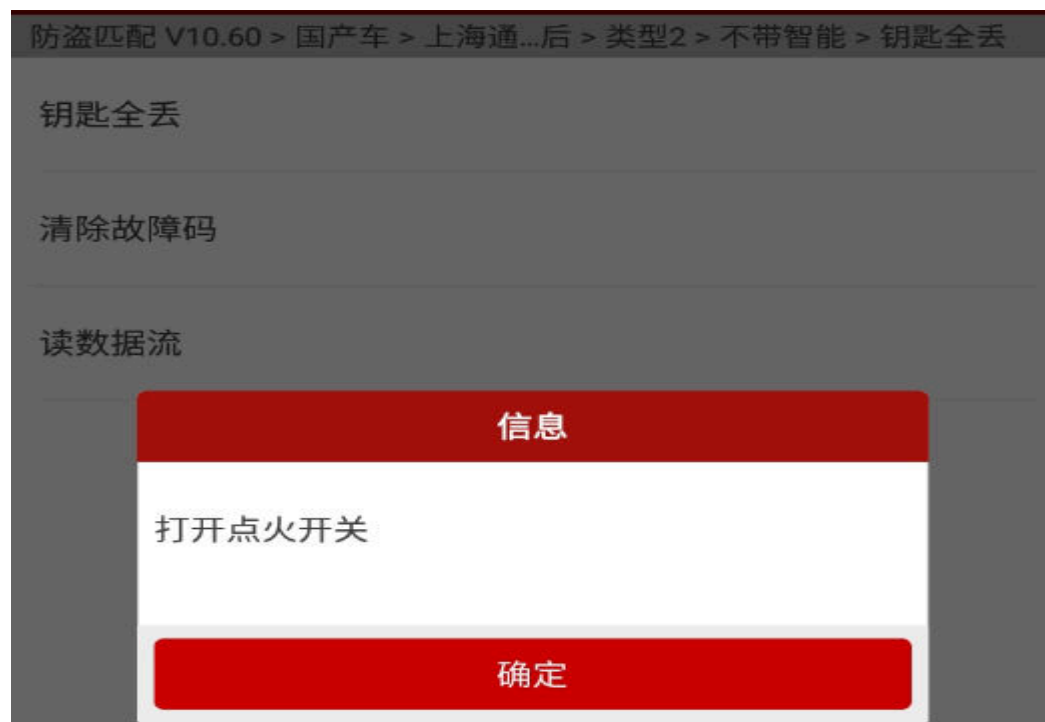 防盗匹配 V10.60 > 国产车 > 上海通...后 > 类型2 > 不带智能 > 钥匙全丢
钥匙全丢
清除故障码
读数据流
信息
打开点火开关
确定